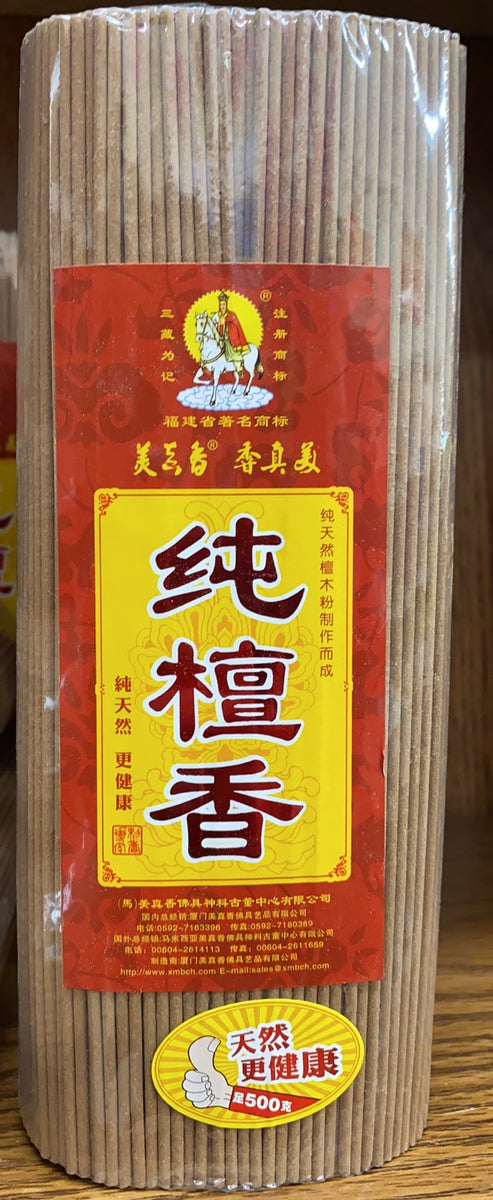 三藏为记
®
注册商标
福建省著名商标
美真香® 香真美
纯天然檀木粉制作而成
纯檀香
純天然 更健康
(馬)美真香佛具神料古董中心有限公司
国内总经销:厦门美真香佛具艺品有限公司
电话:0592-7163396 传真:0592-7180389
国外总经销:马来西亚美真香佛具神料古董中心有限公司
电话:00604-2614113 传真:00604-2611659
制造商:厦门美真香佛具艺品有限公司
http://www.xmbch.com E-mail:sales@xmbch.com
天然
更健康
足500克